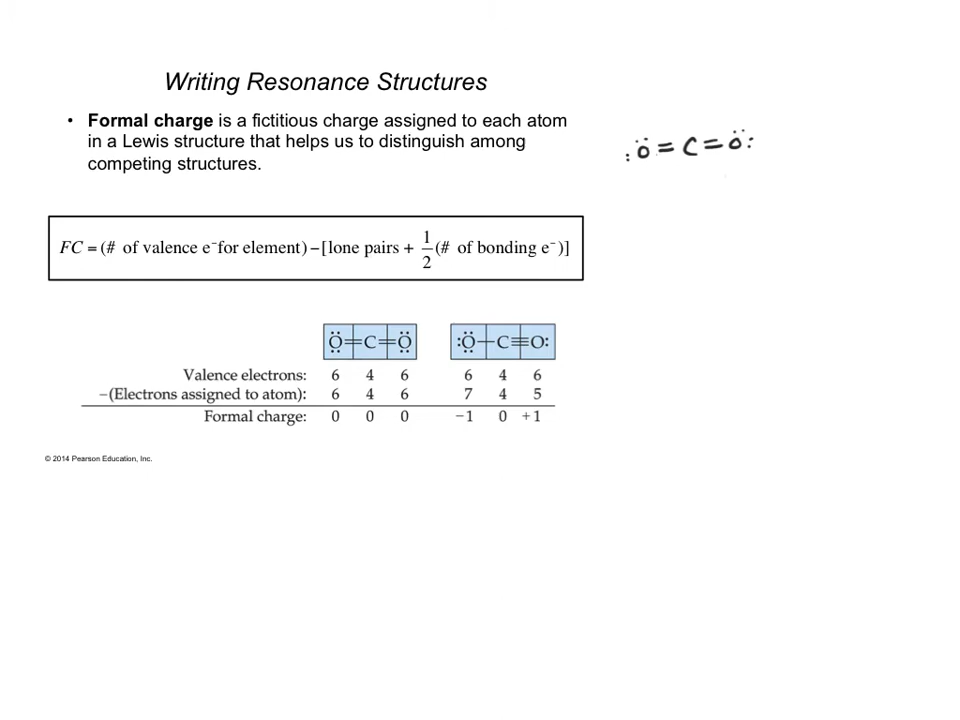 Writing Resonance Structures
• Formal charge is a fictitious charge assigned to each atom
in a Lewis structure that helps us to distinguish among
competing structures.
:Ö=C=Ö:
FC = (# of valence e⁻for element) – [lone pairs + 1/2 (# of bonding e⁻)]
Ö=C=Ö :Ö–C≡O:
Valence electrons: 6 4 6 6 4 6
–(Electrons assigned to atom): 6 4 6 7 4 5
Formal charge: 0 0 0 −1 0 +1
© 2014 Pearson Education, Inc.